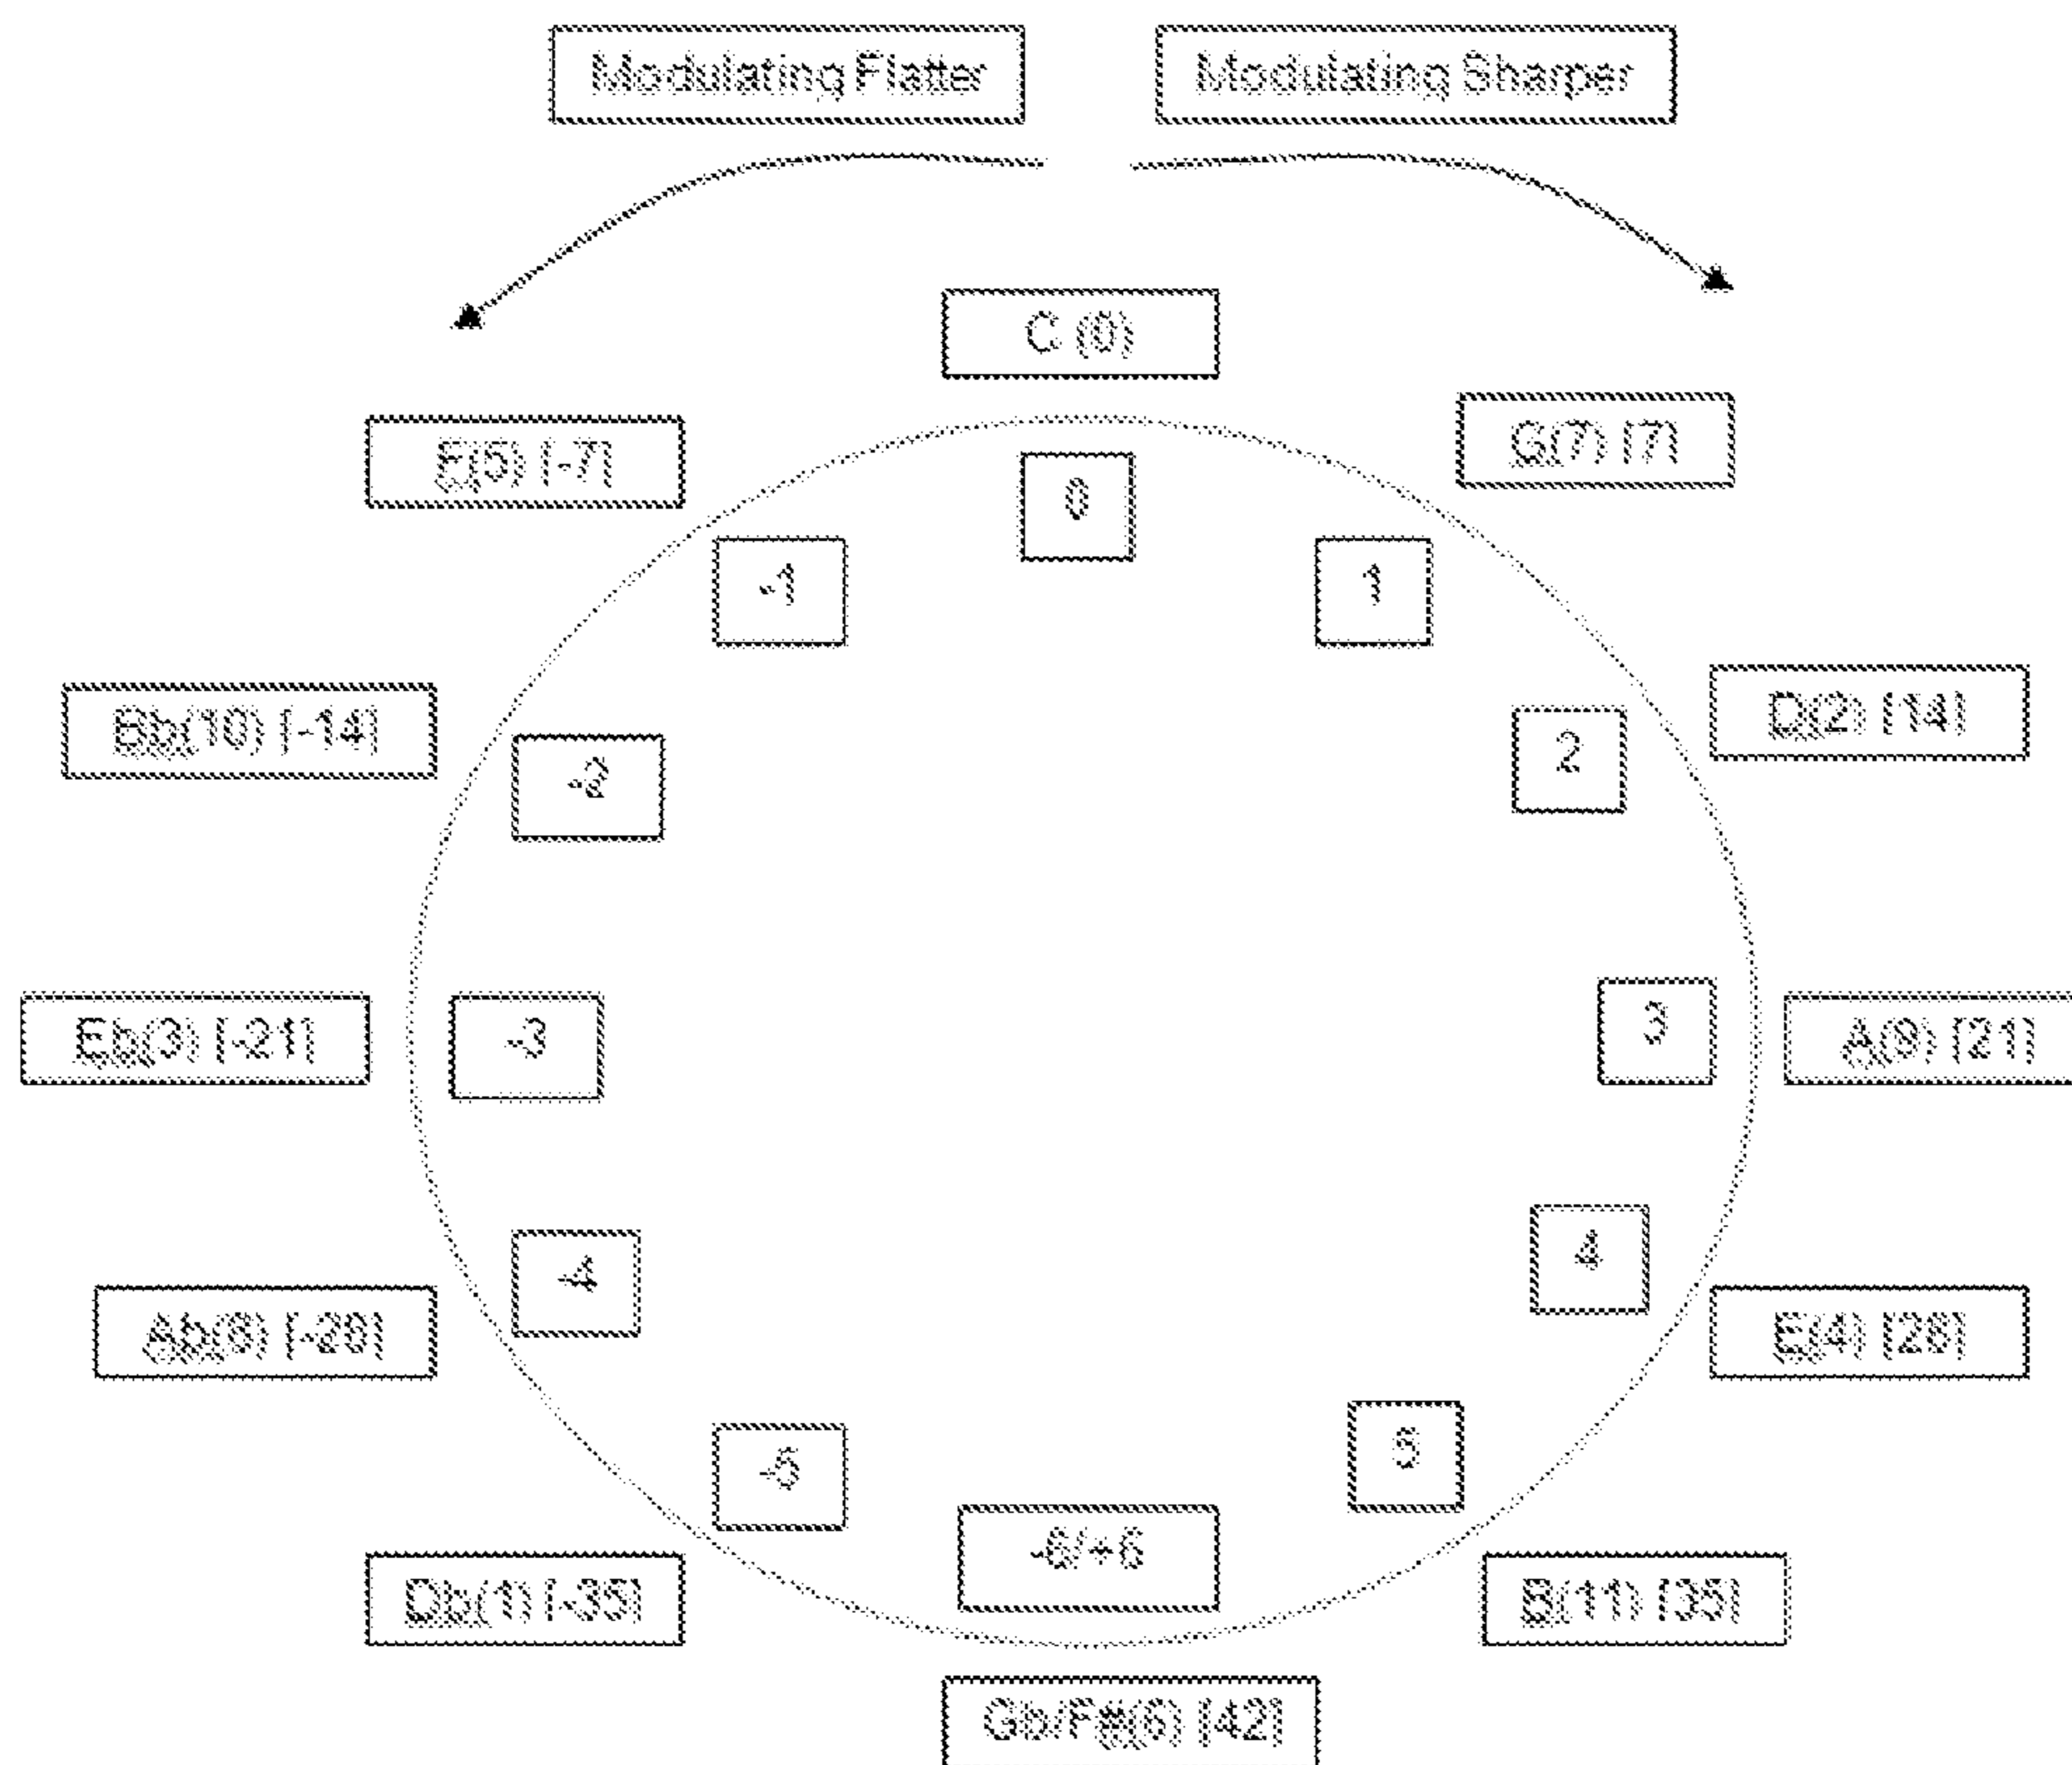 Modulating Flatter
Modulating Sharper
C (0)
F(5) [-7]
G(7) [7]
0
-1
1
Bb(10) [-14]
-2
2
D(2) [14]
Eb(3) [-21]
-3
3
A(9) [21]
Ab(8) [-28]
-4
4
E(4) [28]
-5
5
Db(1) [-35]
-6/+6
B(11) [35]
Gb/F#(6) [42]